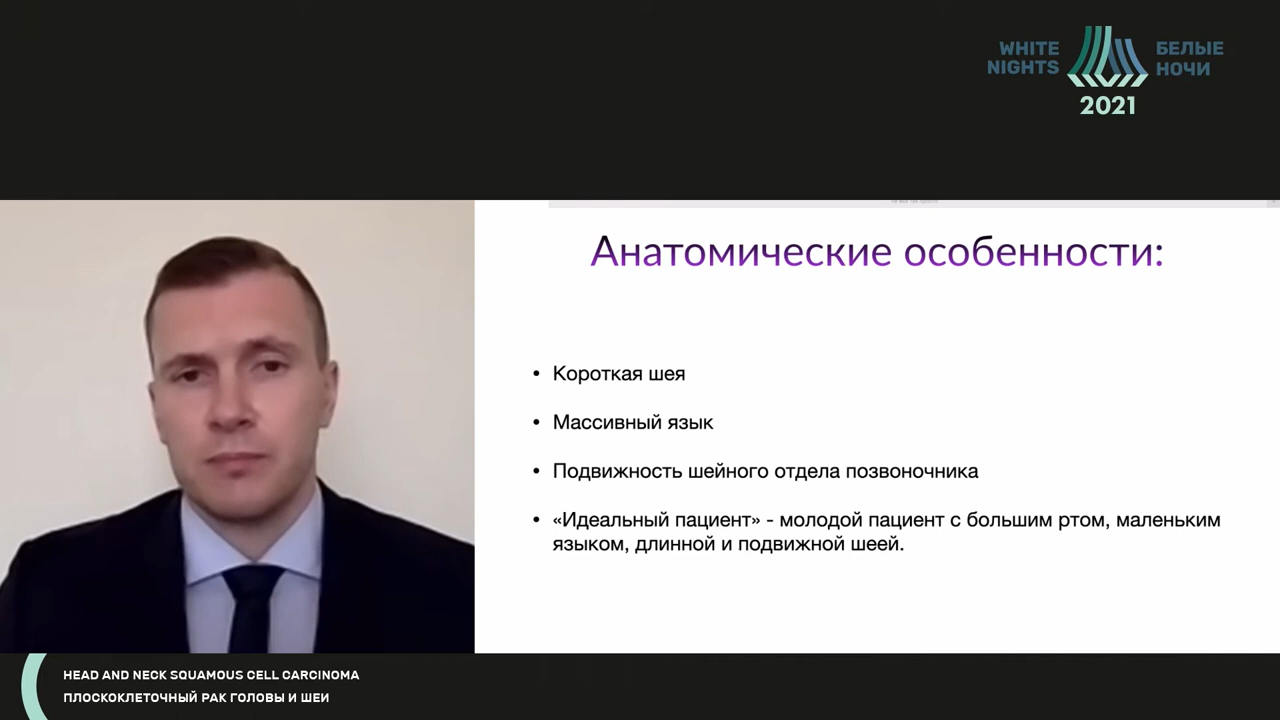 WHITE NIGHTS
БЕЛЫЕ НОЧИ
2021
Анатомические особенности:
• Короткая шея
• Массивный язык
• Подвижность шейного отдела позвоночника
• «Идеальный пациент» - молодой пациент с большим ртом, маленьким
языком, длинной и подвижной шеей.
HEAD AND NECK SQUAMOUS CELL CARCINOMA
ПЛОСКОКЛЕТОЧНЫЙ РАК ГОЛОВЫ И ШЕИ